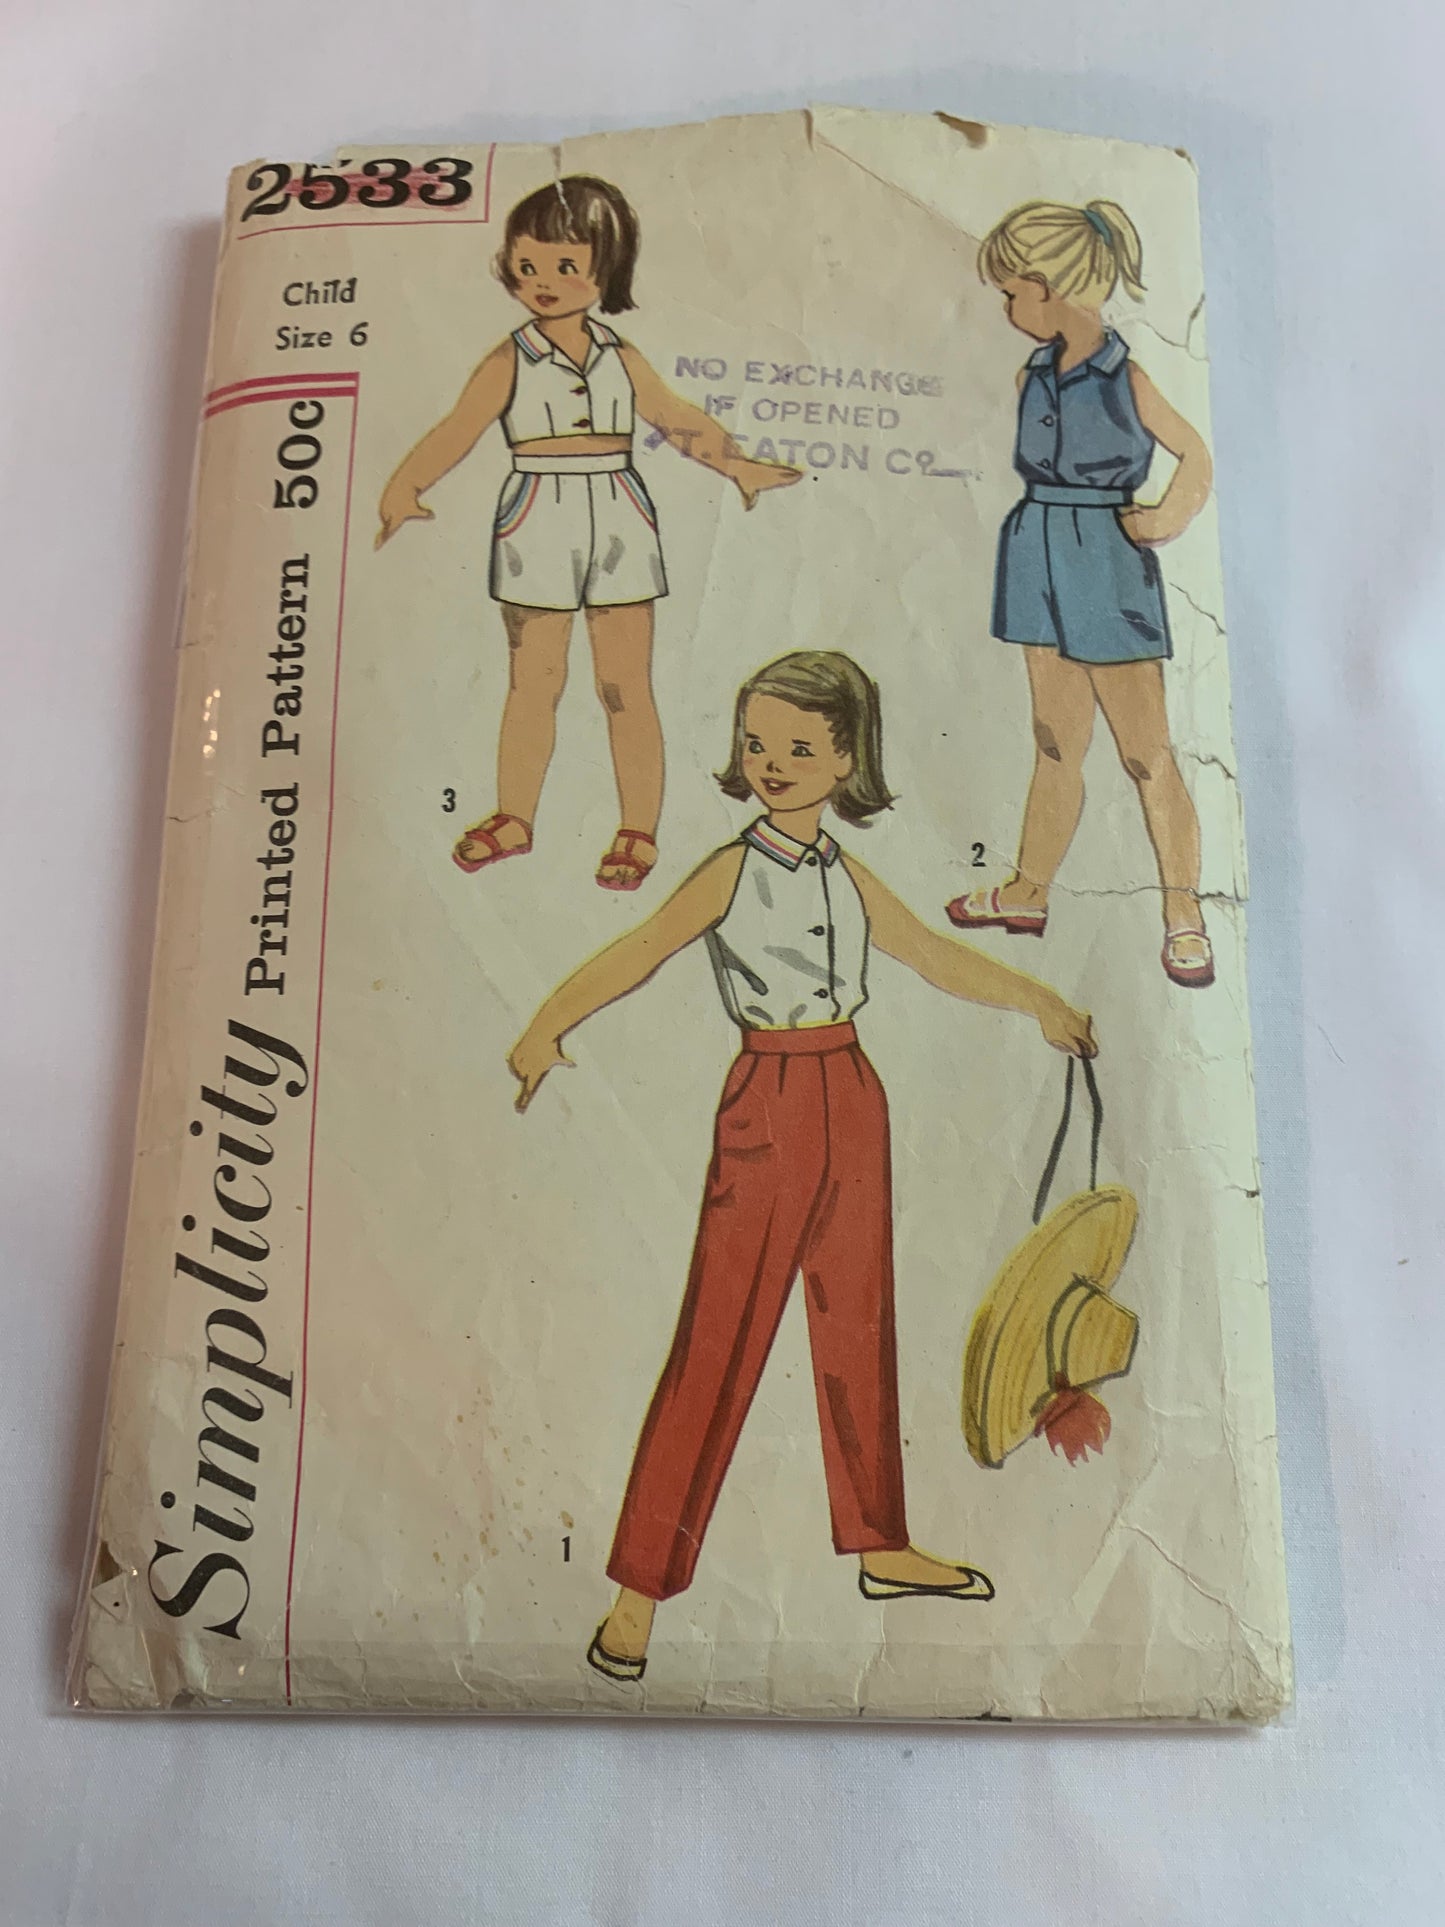 2533
Child
Size 6
Simplicity Printed Pattern 50c
NO EXCHANGE
IF OPENED
T. EATON Co
3
2
1